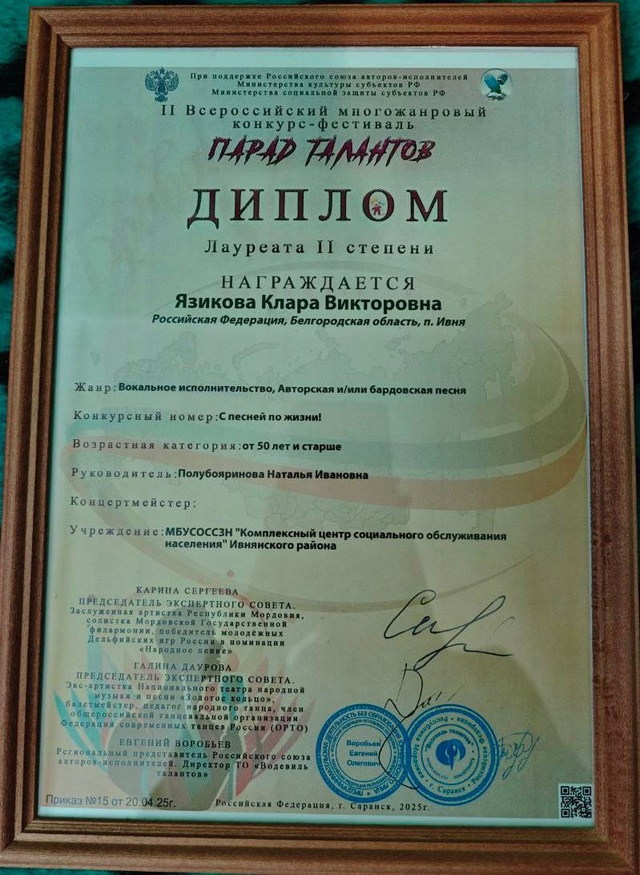 При поддержке Российского союза авторов-исполнителей
Министерства культуры субъектов РФ
Министерства социальной защиты субъектов РФ
II Всероссийский многожанровый
конкурс-фестиваль
ПАРАД ТАЛАНТОВ
ДИПЛОМ
Лауреата II степени
НАГРАЖДАЕТСЯ
Язикова Клара Викторовна
Российская Федерация, Белгородская область, п. Ивня
Жанр: Вокальное исполнительство, Авторская и/или бардовская песня
Конкурсный номер: С песней по жизни!
Возрастная категория: от 50 лет и старше
Руководитель: Полубояринова Наталья Ивановна
Концертмейстер:
Учреждение: МБУСОССЗН "Комплексный центр социального обслуживания
населения" Ивнянского района
КАРИНА СЕРГЕЕВА
ПРЕДСЕДАТЕЛЬ ЭКСПЕРТНОГО СОВЕТА.
Заслуженная артистка Республики Мордовия,
солистка Мордовской Государственной
филармонии, победитель молодёжных
Дельфийских игр России в номинации
«Народное пение»
ГАЛИНА ДАУРОВА
ПРЕДСЕДАТЕЛЬ ЭКСПЕРТНОГО СОВЕТА.
Экс-артистка Национального театра народной
музыки и песни «Золотое кольцо»,
балетмейстер, педагог народного танца, член
общероссийской танцевальной организации
Федерации современных танцев России (ОРТО)
ЕВГЕНИЙ ВОРОБЬЕВ
Региональный представитель Российского союза
авторов-исполнителей. Директор ГО «Водевиль
талантов»
Воробьев
Евгений
Олегович
Приказ №15 от 20.04.25г.
Российская Федерация, г. Саранск, 2025г.